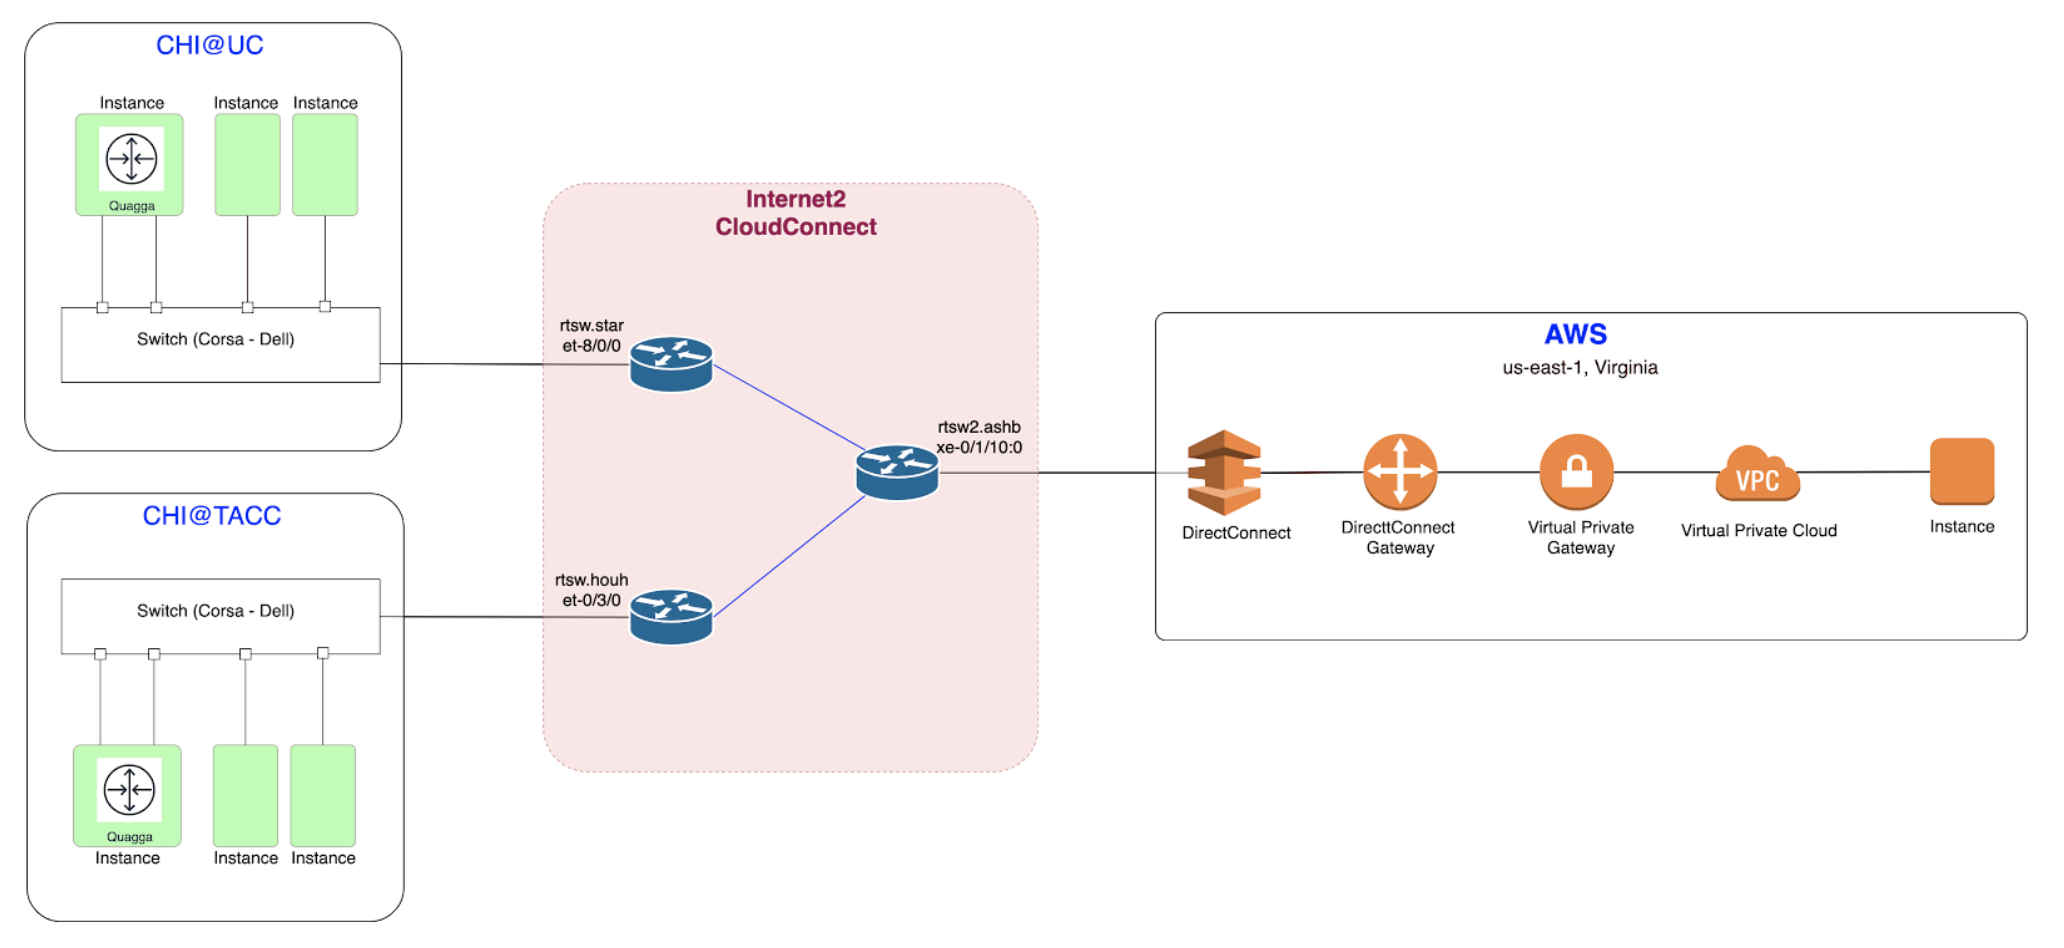 CHI@UC
Instance
Instance
Instance
Quagga
Switch (Corsa - Dell)
CHI@TACC
Switch (Corsa - Dell)
Quagga
Instance
Instance
Instance
Internet2
CloudConnect
rtsw.star
et-8/0/0
rtsw2.ashb
xe-0/1/10:0
rtsw.houh
et-0/3/0
AWS
us-east-1, Virginia
DirectConnect
DirecttConnect
Gateway
Virtual Private
Gateway
VPC
Virtual Private Cloud
Instance